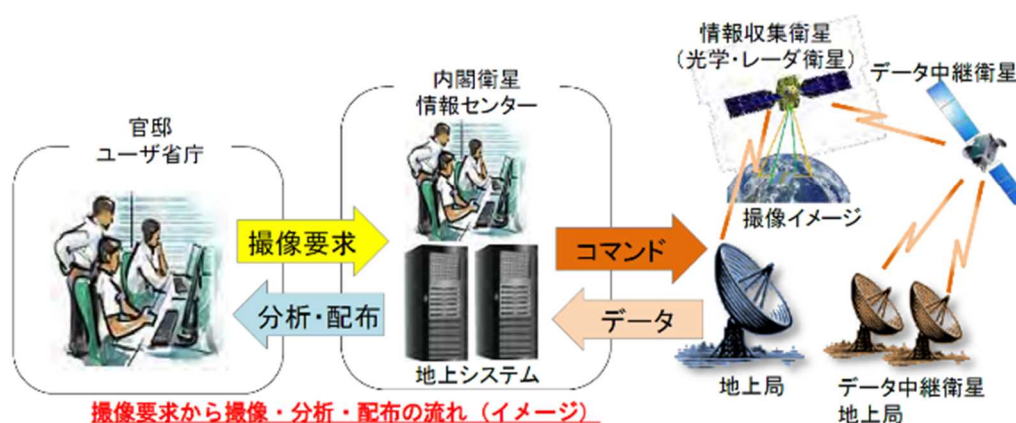 官邸
ユーザ省庁
撮像要求
分析・配布
内閣衛星
情報センター
地上システム
コマンド
データ
情報収集衛星
(光学・レーダ衛星)
撮像イメージ
データ中継衛星
地上局
データ中継衛星
地上局
撮像要求から撮像・分析・配布の流れ（イメージ）